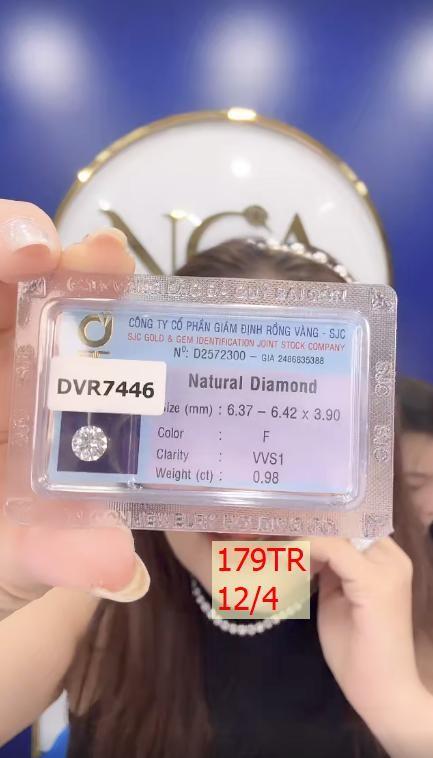 NCA
CÔNG TY CỔ PHẦN GIÁM ĐỊNH RỒNG VÀNG - SJC
SJC GOLD & GEM IDENTIFICATION JOINT STOCK COMPANY
Nº: D2572300 - GIA 2486835388
DVR7446
Natural Diamond
Size (mm) : 6.37 – 6.42 x 3.90
Color : F
Clarity : VVS1
Weight (ct) : 0.98
179TR
12/4